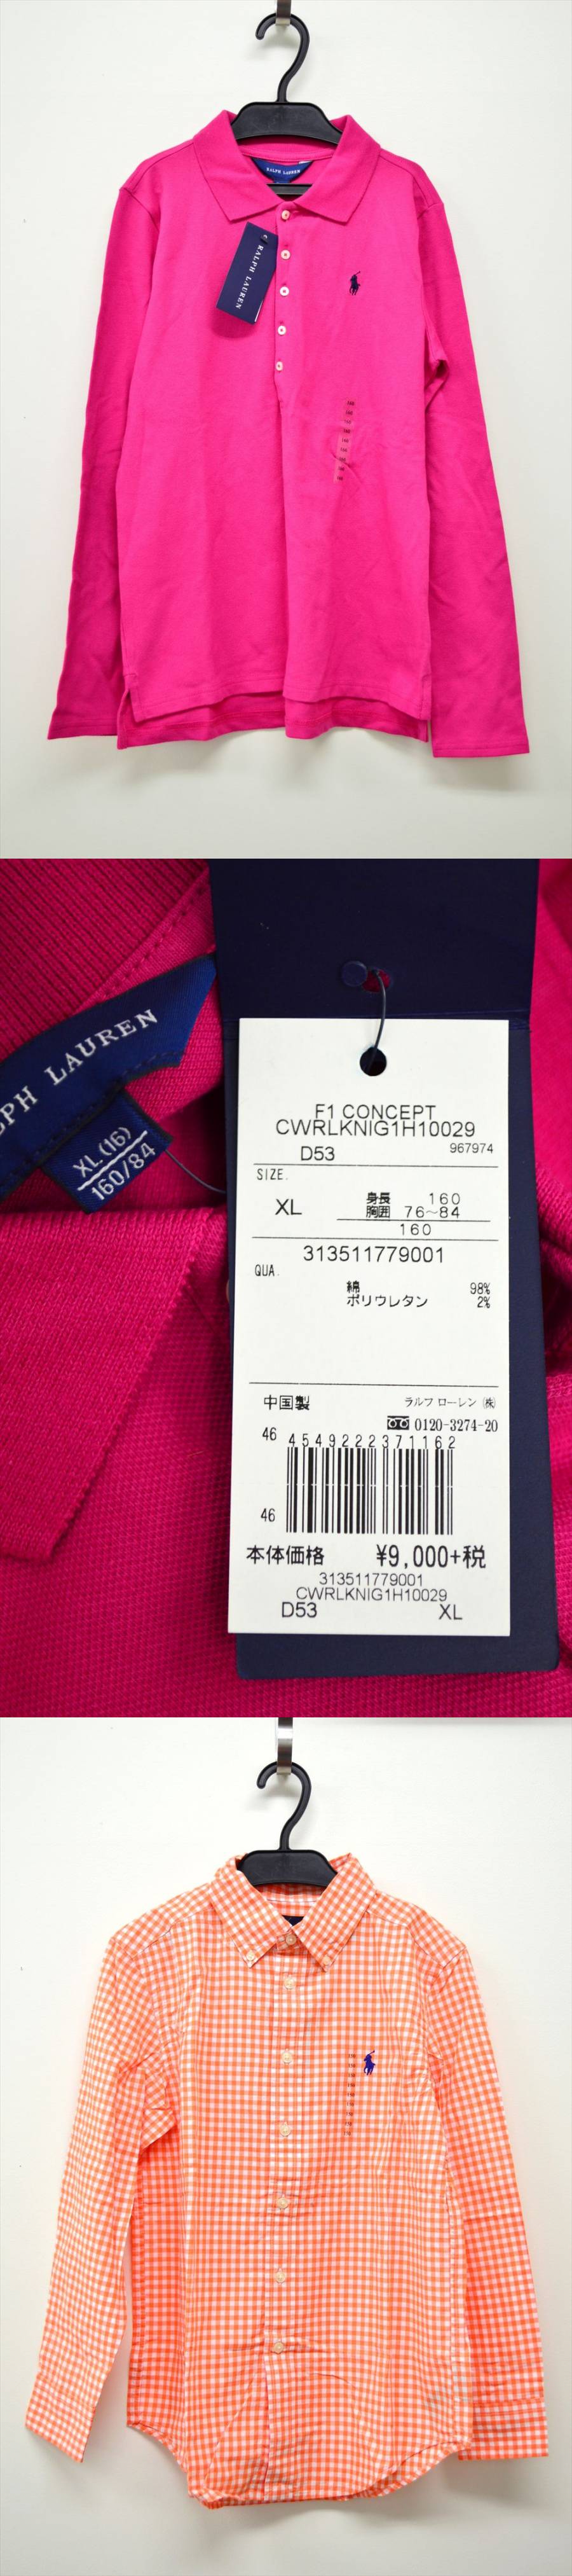 RALPH LAUREN
RALPH LAUREN
PH LAUREN
XL (16)
160/84
F1 CONCEPT
CWRLKNIG1H10029
D53
967974
SIZE.
XL
身長 160
胸囲 76~84
160
313511779001
QUA.
綿 98%
ポリウレタン 2%
中国製
ラルフ ローレン ㈱
0120-3274-20
46 4549222371162
46
本体価格 ¥9,000+税
313511779001
CWRLKNIG1H10029
D53 XL